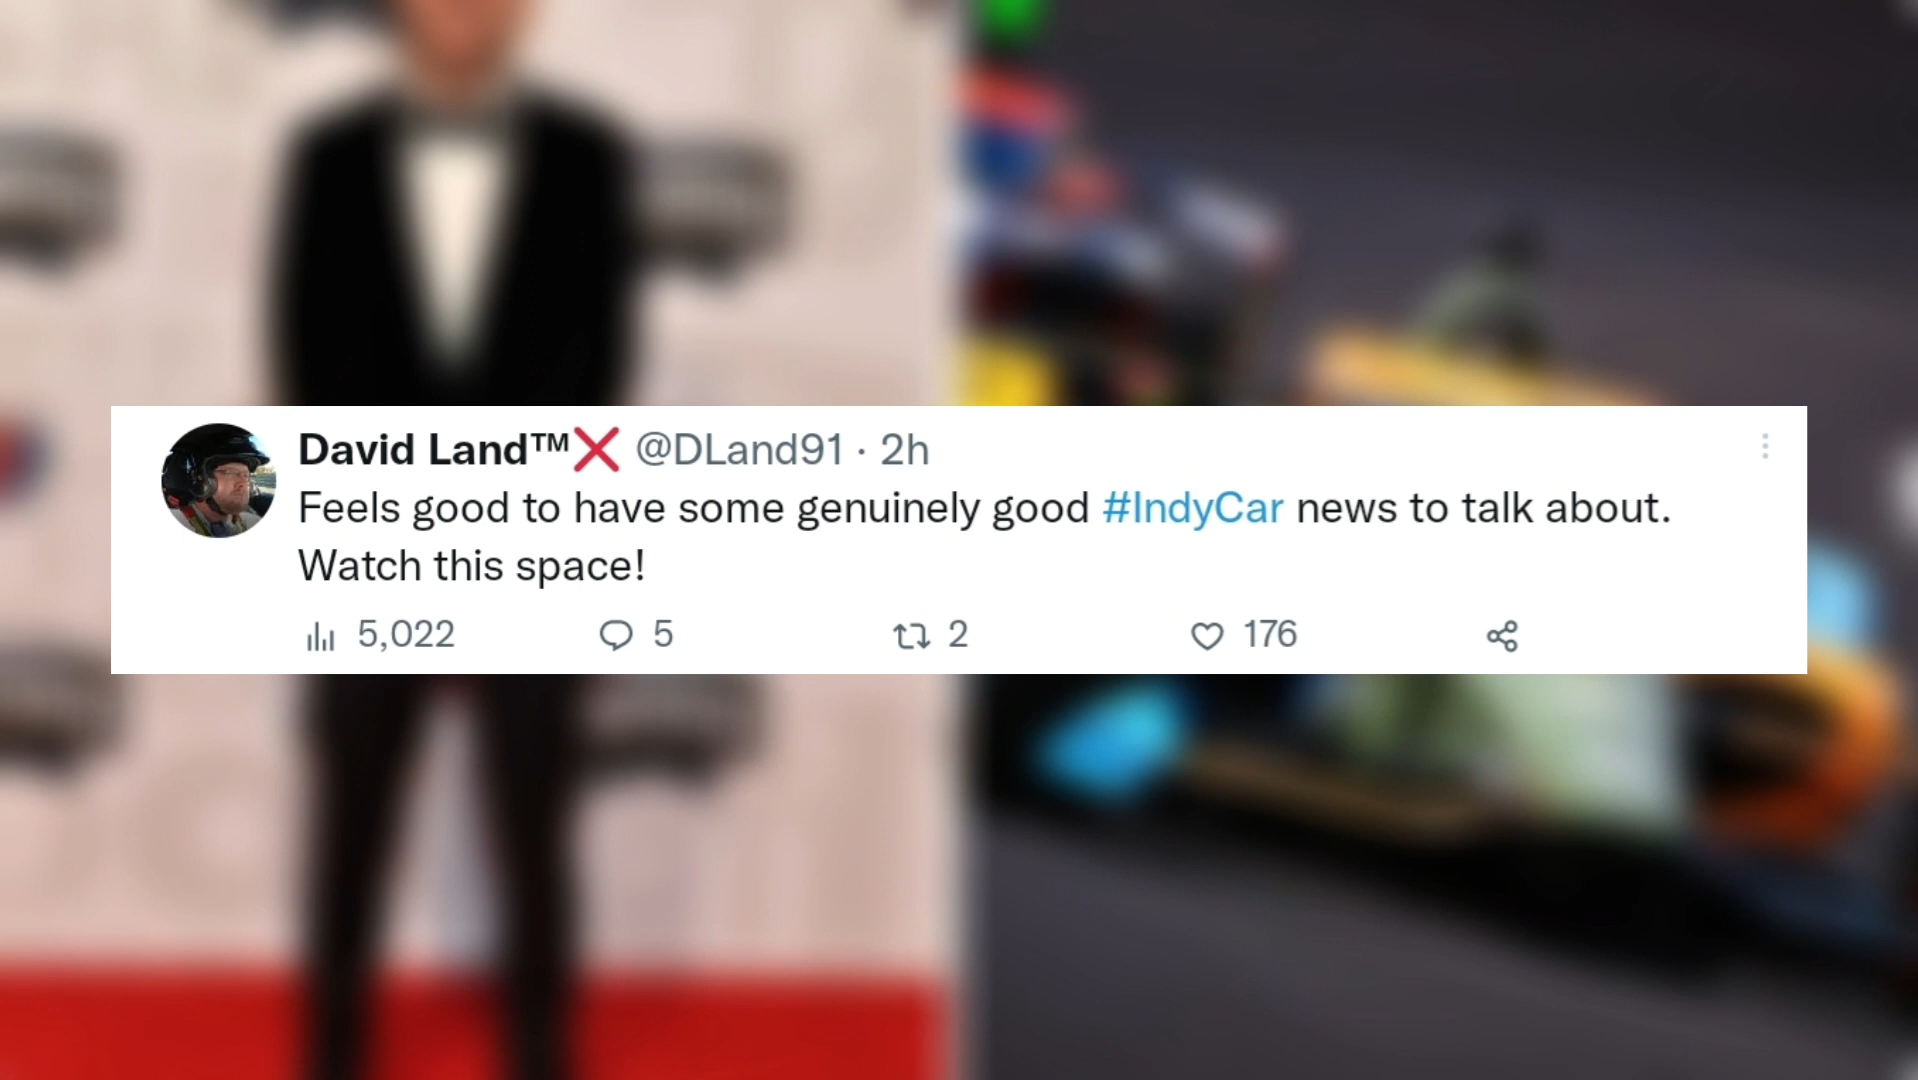 David Land™❌ @DLand91 · 2h
Feels good to have some genuinely good #IndyCar news to talk about.
Watch this space!
5,022 5 2 176